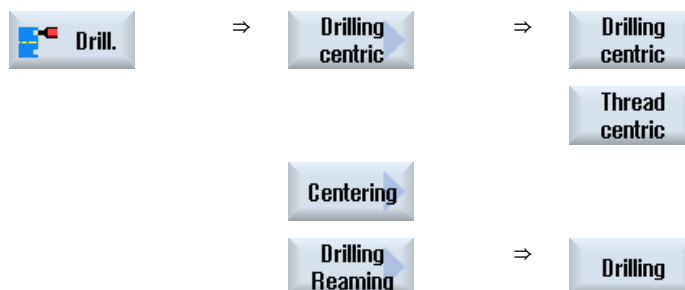 Drill. ⇒ Drilling centric ⇒ Drilling centric
Thread centric
Centering
Drilling Reaming ⇒ Drilling